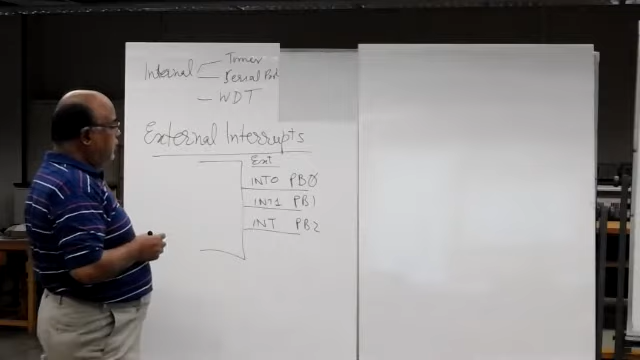 Timer
Internal Serial Port
- WDT
External Interrupts
Ext
INT0 PB0
INT1 PB1
INT PB2